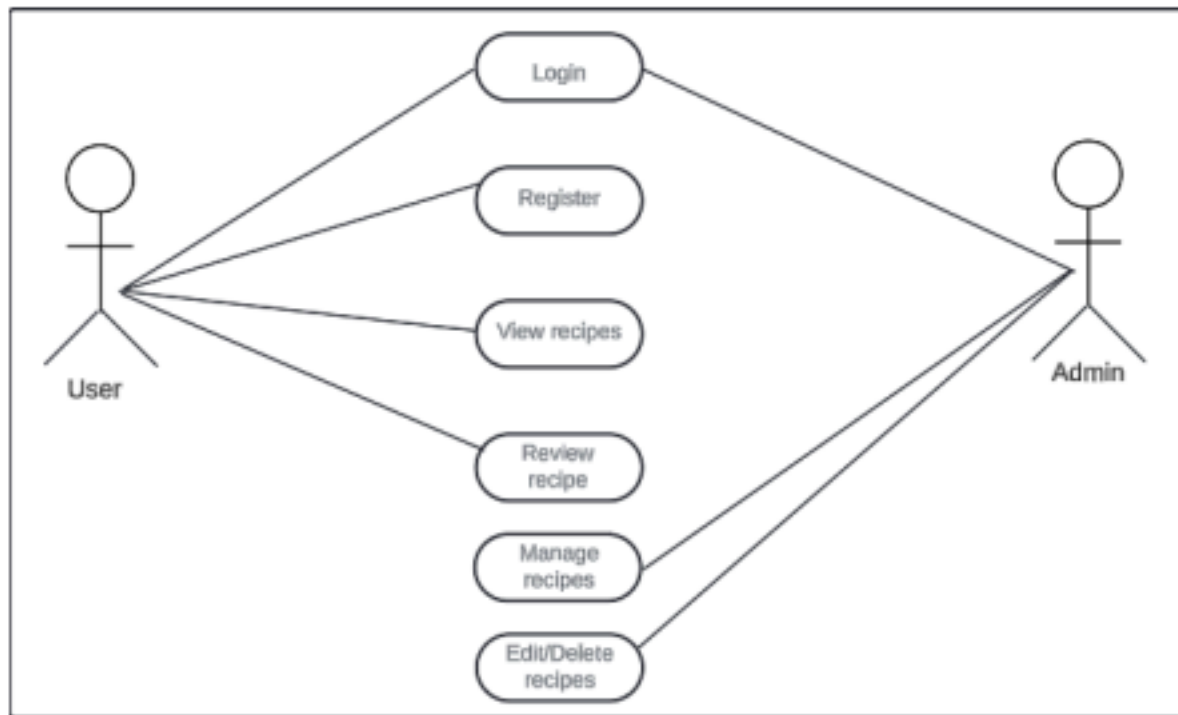 Login
Register
View recipes
User
Admin
Review
recipe
Manage
recipes
Edit/Delete
recipes